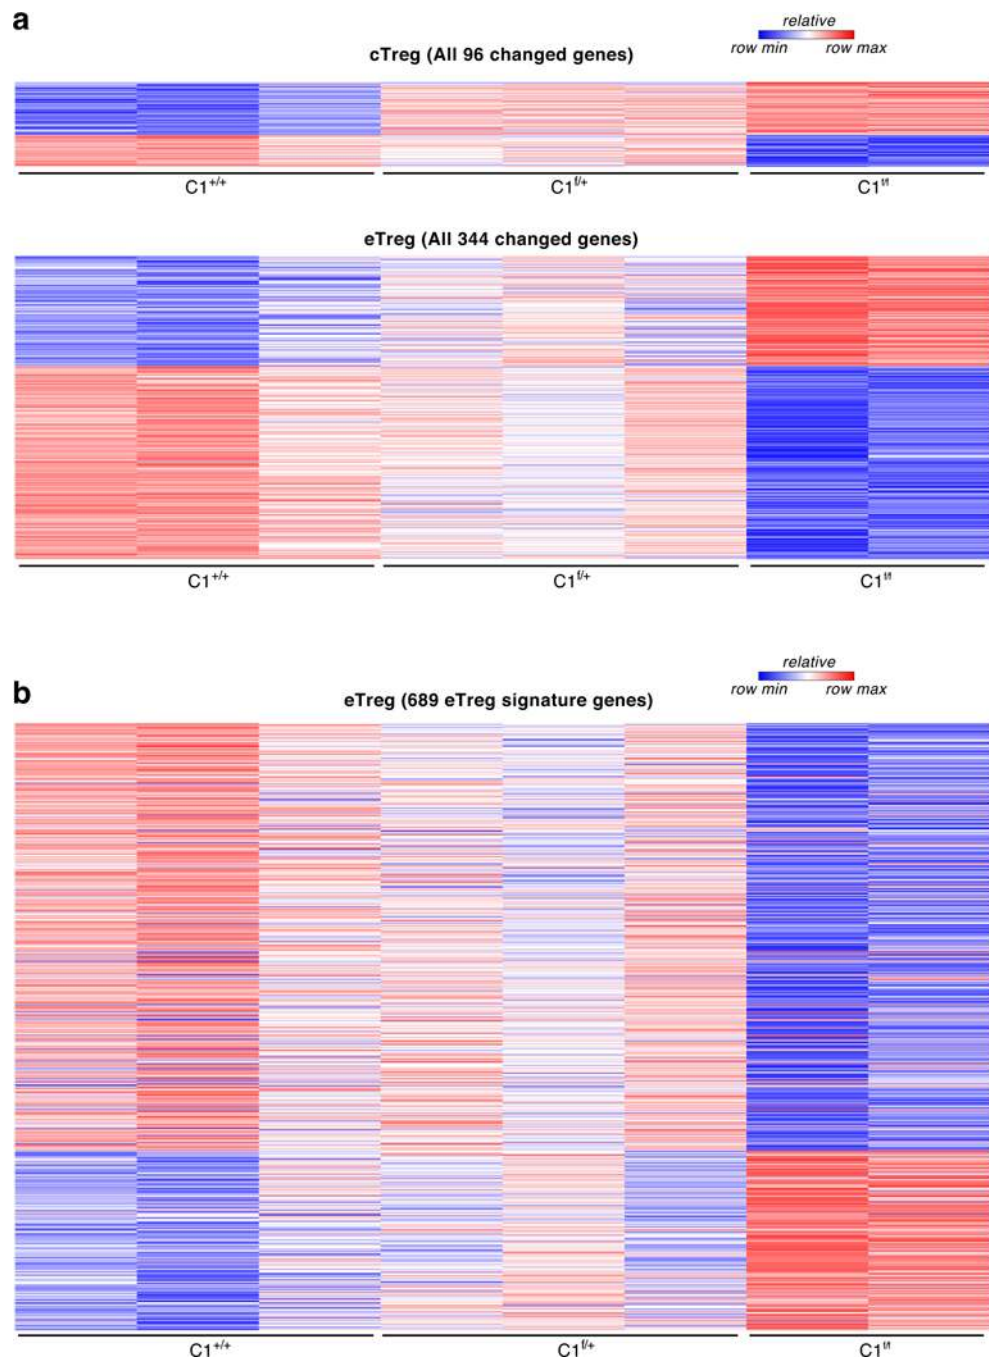 a
relative
row min row max
cTreg (All 96 changed genes)
C1+/+ C1f/+ C1f/f
eTreg (All 344 changed genes)
C1+/+ C1f/+ C1f/f
b
relative
row min row max
eTreg (689 eTreg signature genes)
C1+/+ C1f/+ C1f/f